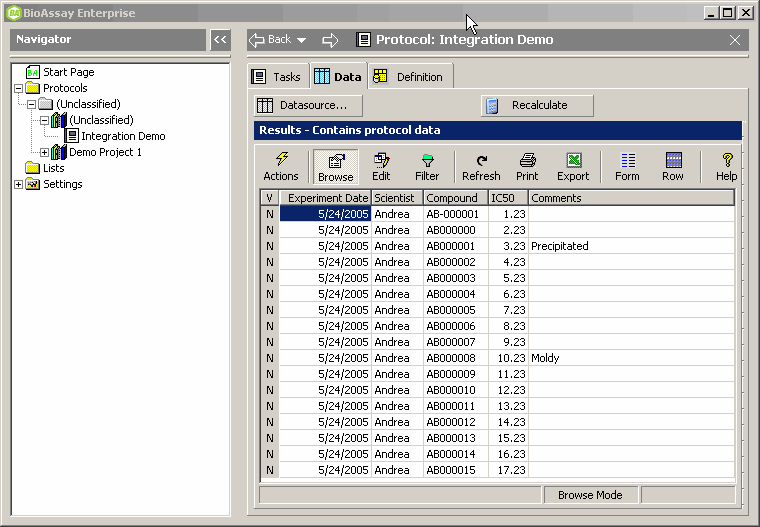 BA BioAssay Enterprise
Navigator <<
Back Protocol: Integration Demo
BA Start Page
Protocols
(Unclassified)
(Unclassified)
Integration Demo
Demo Project 1
Lists
Settings
Tasks Data Definition
Datasource... Recalculate
Results - Contains protocol data
Actions Browse Edit Filter Refresh Print Export Form Row Help
V Experiment Date Scientist Compound IC50 Comments
N 5/24/2005 Andrea AB-000001 1.23
N 5/24/2005 Andrea AB000000 2.23
N 5/24/2005 Andrea AB000001 3.23 Precipitated
N 5/24/2005 Andrea AB000002 4.23
N 5/24/2005 Andrea AB000003 5.23
N 5/24/2005 Andrea AB000004 6.23
N 5/24/2005 Andrea AB000005 7.23
N 5/24/2005 Andrea AB000006 8.23
N 5/24/2005 Andrea AB000007 9.23
N 5/24/2005 Andrea AB000008 10.23 Moldy
N 5/24/2005 Andrea AB000009 11.23
N 5/24/2005 Andrea AB000010 12.23
N 5/24/2005 Andrea AB000011 13.23
N 5/24/2005 Andrea AB000012 14.23
N 5/24/2005 Andrea AB000013 15.23
N 5/24/2005 Andrea AB000014 16.23
N 5/24/2005 Andrea AB000015 17.23
Browse Mode